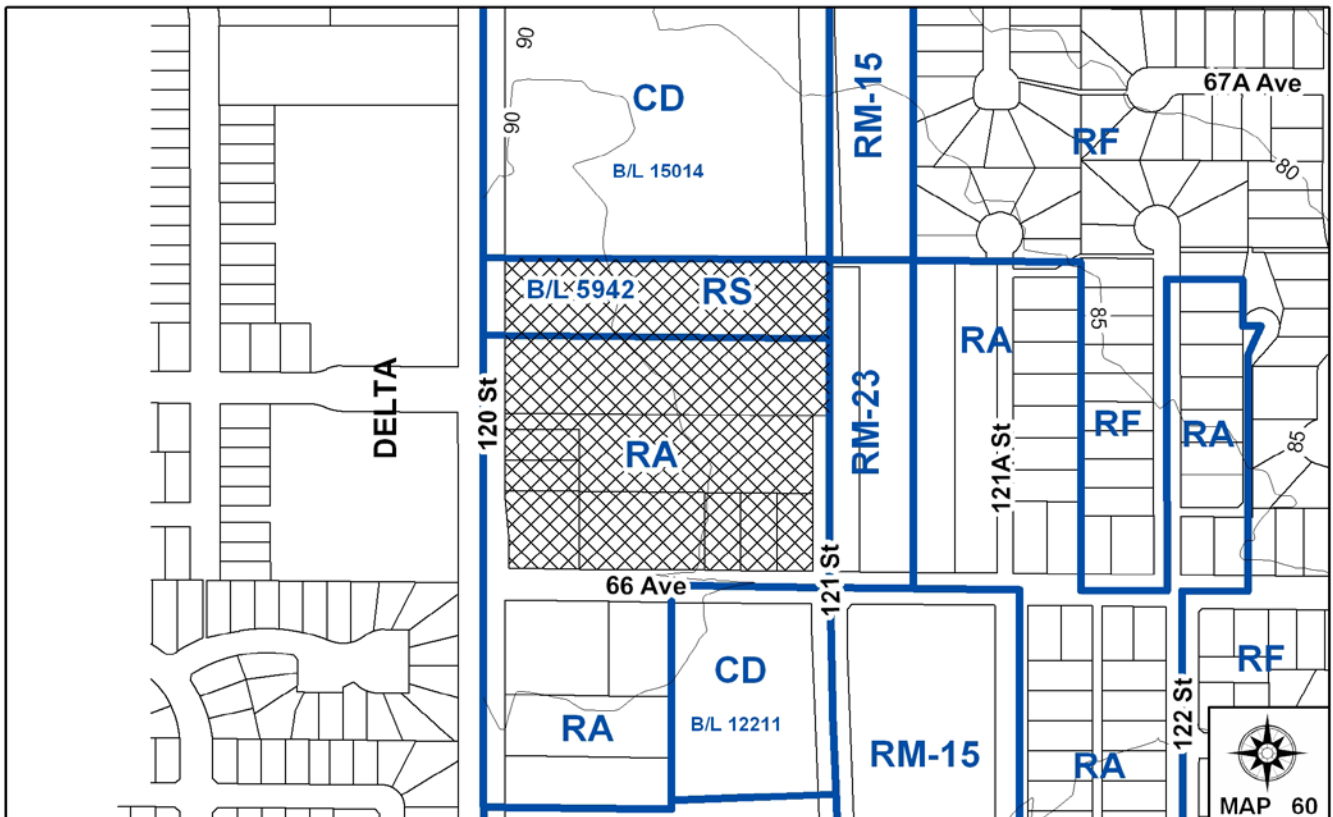 90
CD
RM-15
67A Ave
90
RF
B/L 15014
80
B/L 5942
RS
85
RA
DELTA
120 St
RM-23
RF
RA
85
RA
121A St
66 Ave
121 St
CD
RF
B/L 12211
122 St
RA
RM-15
RA
MAP 60